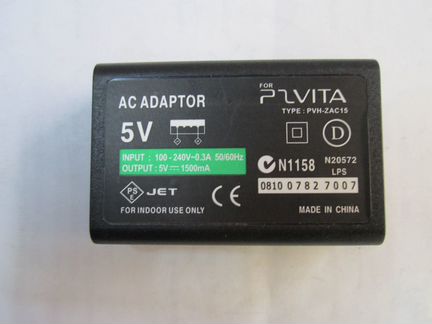 AC ADAPTOR
5V
FOR
PSVITA
TYPE : PVH-ZAC15
D
INPUT : 100 - 240V~0.3A 50/60Hz
OUTPUT : 5V⎓1500mA
N1158
N20572
LPS
0810 0782 7007
PS
E
JET
CE
FOR INDOOR USE ONLY
MADE IN CHINA